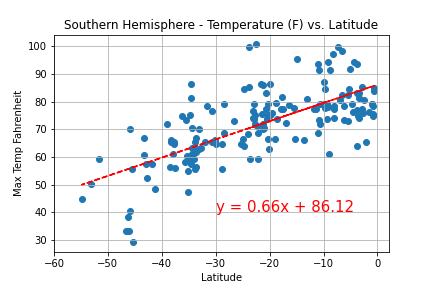 Southern Hemisphere - Temperature (F) vs. Latitude
Max Temp Fahrenheit
100
90
80
70
60
50
40
30
y = 0.66x + 86.12
−60 −50 −40 −30 −20 −10 0
Latitude